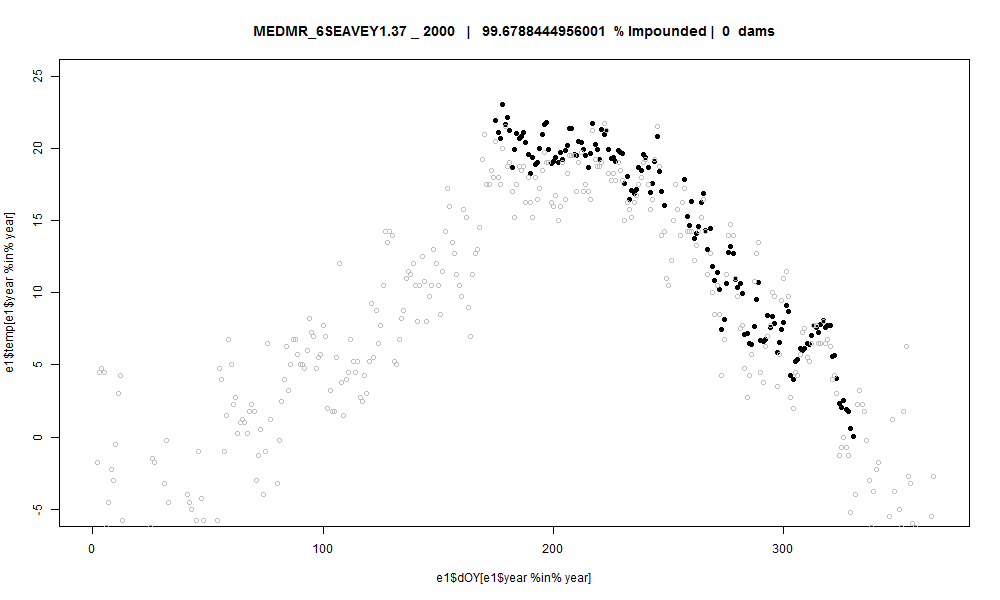 MEDMR_6SEAVEY1.37 _ 2000 | 99.6788444956001 % Impounded | 0 dams
e1$temp[e1$year %in% year]
25
20
15
10
5
0
-5
0 100 200 300
e1$dOY[e1$year %in% year]